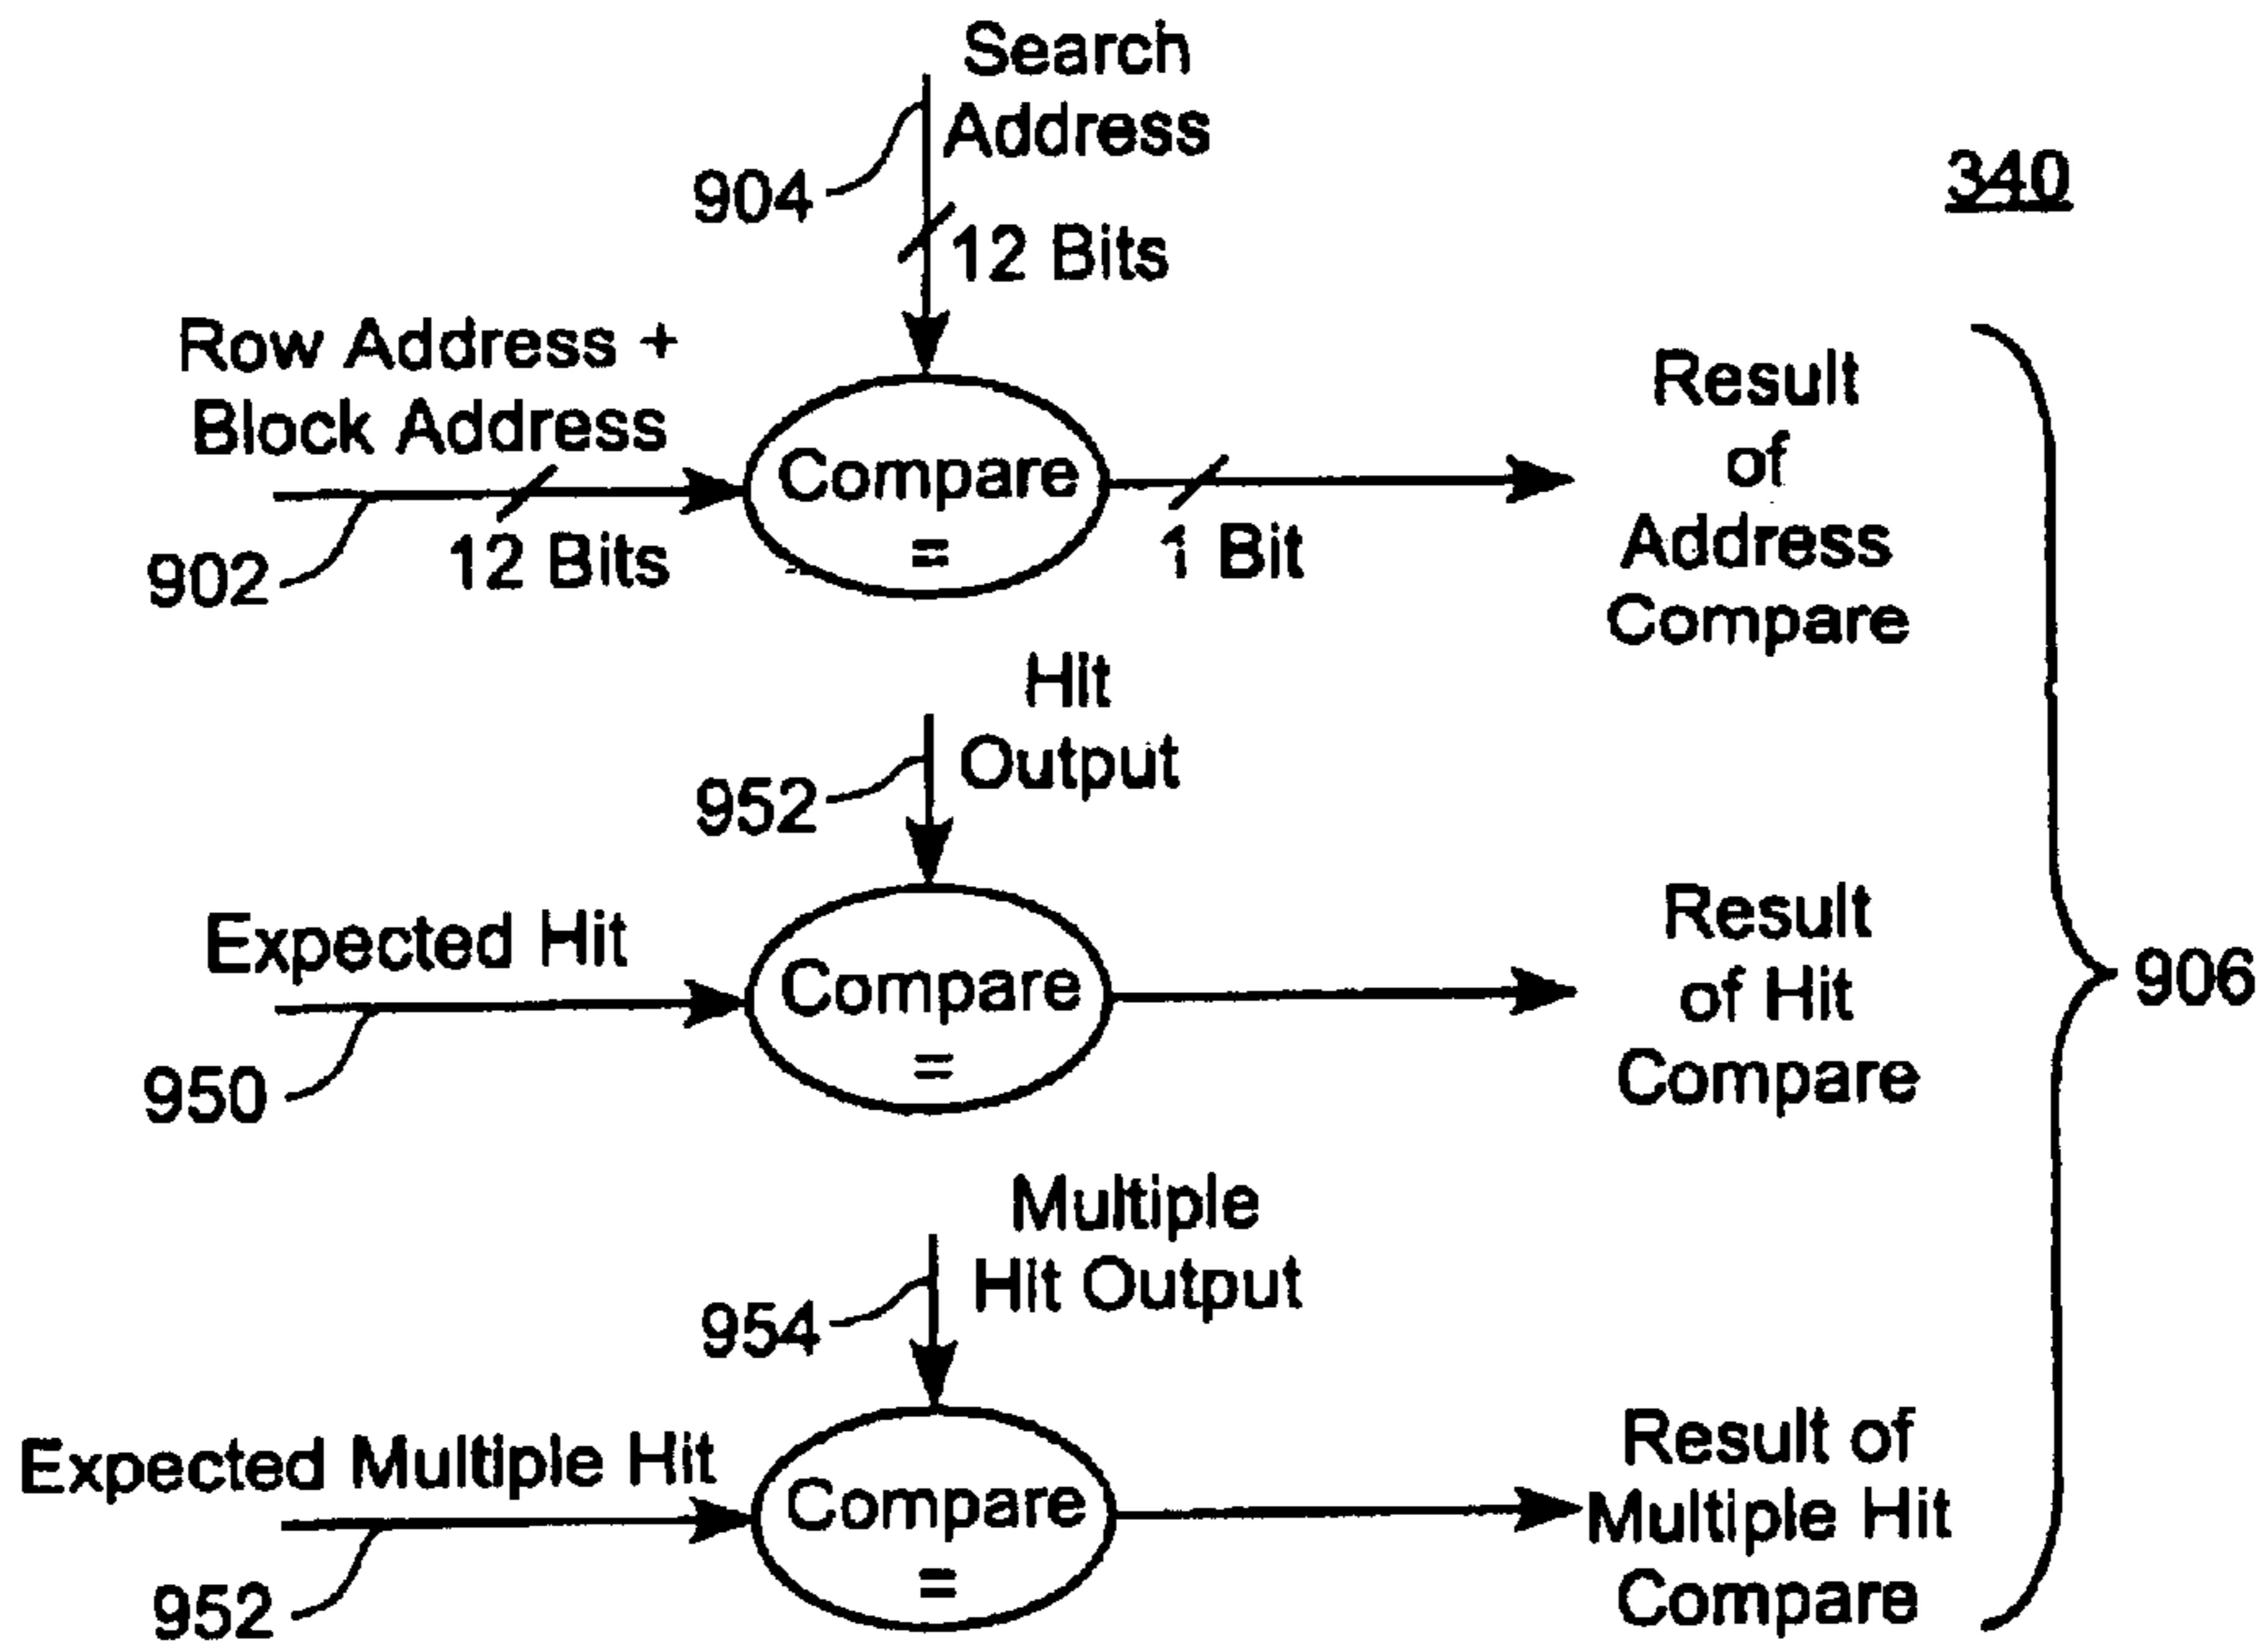 Search
Address
904
340
12 Bits
Row Address +
Block Address
Compare
=
902
12 Bits
1 Bit
Result
of
Address
Compare
Hit
Output
952
Expected Hit
Compare
=
950
Result
of Hit
Compare
906
Multiple
Hit Output
954
Expected Multiple Hit
Compare
=
952
Result of
Multiple Hit
Compare